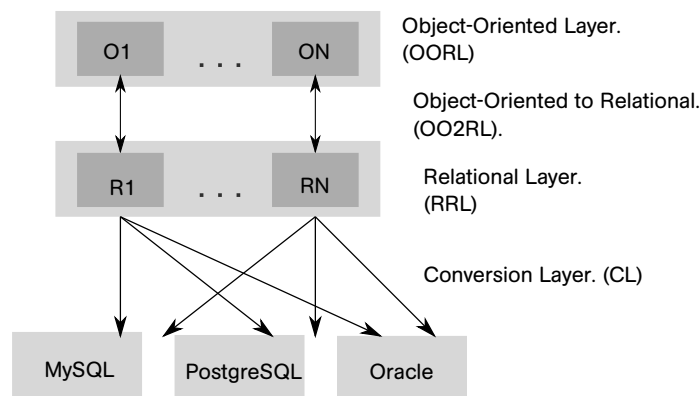 O1 . . . ON
Object-Oriented Layer.
(OORL)
Object-Oriented to Relational.
(OO2RL).
R1 . . . RN
Relational Layer.
(RRL)
Conversion Layer. (CL)
MySQL
PostgreSQL
Oracle